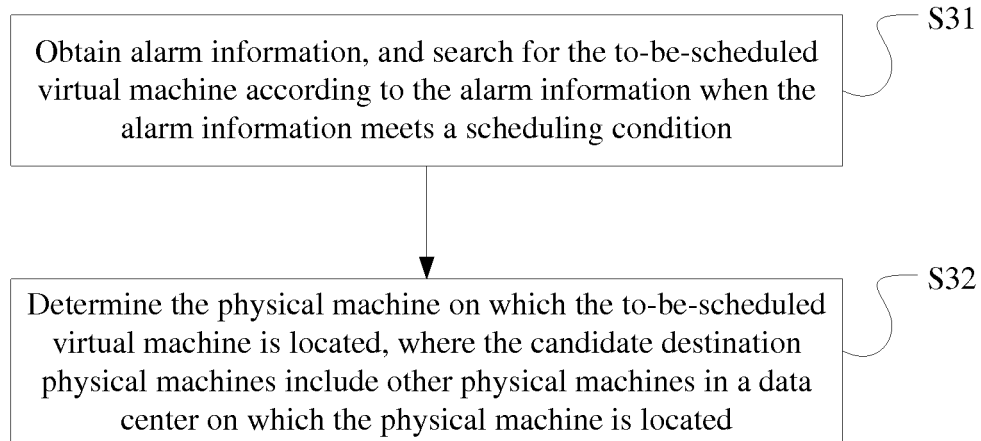 S31
Obtain alarm information, and search for the to-be-scheduled
virtual machine according to the alarm information when the
alarm information meets a scheduling condition
S32
Determine the physical machine on which the to-be-scheduled
virtual machine is located, where the candidate destination
physical machines include other physical machines in a data
center on which the physical machine is located